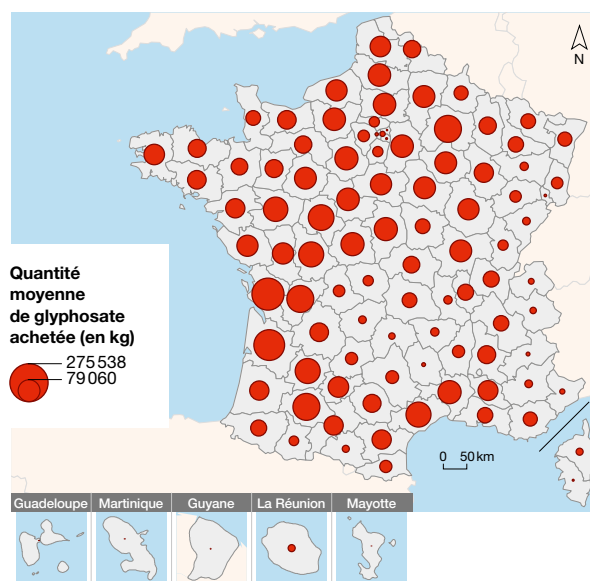 N
Quantité
moyenne
de glyphosate
achetée (en kg)
275 538
79 060
0 50 km
Guadeloupe
Martinique
Guyane
La Réunion
Mayotte